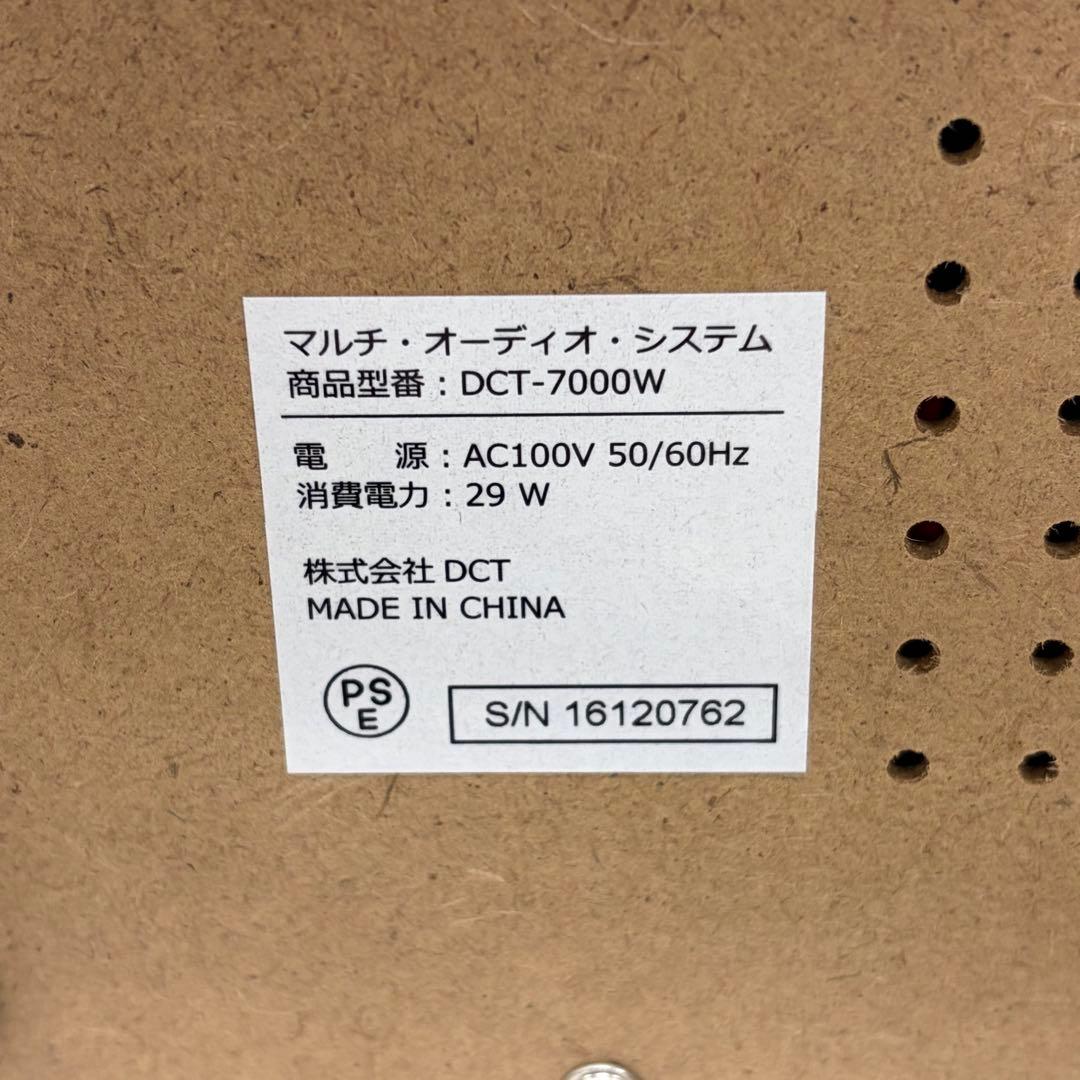 マルチ・オーディオ・システム
商品型番：DCT-7000W
電　　源：AC100V 50/60Hz
消費電力：29 W
株式会社 DCT
MADE IN CHINA
PSE
S/N 16120762